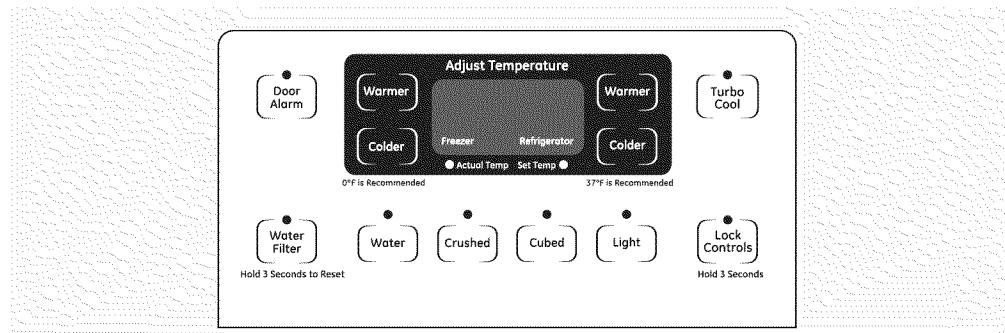 Adjust Temperature
Door
Alarm
Warmer
Warmer
Turbo
Cool
Colder
Freezer
Refrigerator
Colder
Actual Temp
Set Temp
0°F is Recommended
37°F is Recommended
Water
Filter
Water
Crushed
Cubed
Light
Lock
Controls
Hold 3 Seconds to Reset
Hold 3 Seconds